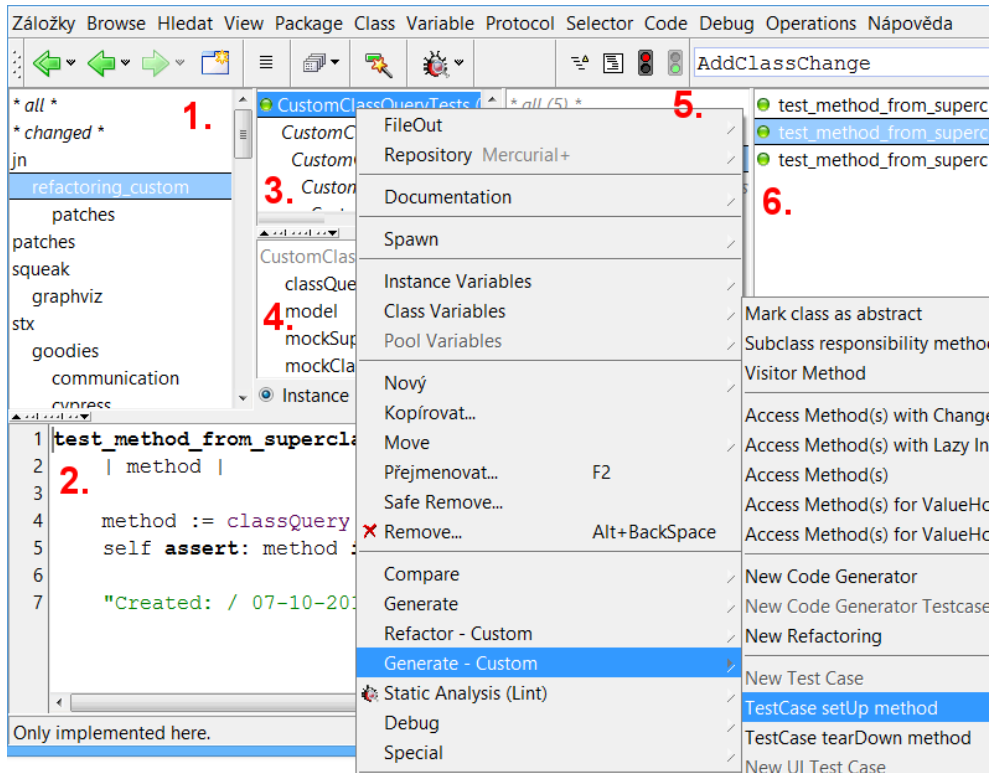 Záložky Browse Hledat View Package Class Variable Protocol Selector Code Debug Operations Nápověda
AddClassChange
* all *
* changed *
jn
refactoring_custom
patches
patches
squeak
graphviz
stx
goodies
communication
cypress
1.
CustomClassQueryTests (
CustomC
Custom
Custom
3.
CustomClas
classQue
model
mockSup
mockCla
4.
Instance
* all (5) *
5.
test_method_from_superc
test_method_from_superc
test_method_from_superc
6.
FileOut
Repository Mercurial+
Documentation
Spawn
Instance Variables
Class Variables
Pool Variables
Nový
Kopírovat...
Move
Přejmenovat... F2
Safe Remove...
Remove... Alt+BackSpace
Compare
Generate
Refactor - Custom
Generate - Custom
Static Analysis (Lint)
Debug
Special
Mark class as abstract
Subclass responsibility metho
Visitor Method
Access Method(s) with Change
Access Method(s) with Lazy In
Access Method(s)
Access Method(s) for ValueHo
Access Method(s) for ValueHo
New Code Generator
New Code Generator Testcase
New Refactoring
New Test Case
TestCase setUp method
TestCase tearDown method
New UI Test Case
1 test_method_from_supercla
2 | method |
2.
3
4 method := classQuery
5 self assert: method i
6
7 "Created: / 07-10-201
Only implemented here.